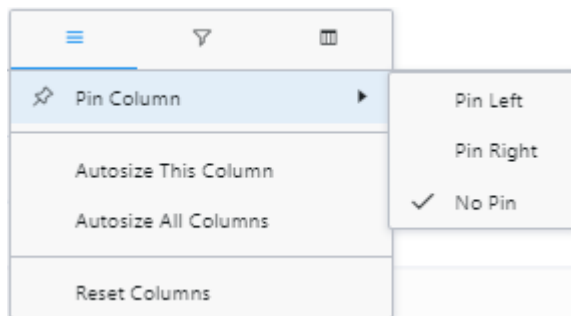 Pin Column
Pin Left
Pin Right
No Pin
Autosize This Column
Autosize All Columns
Reset Columns